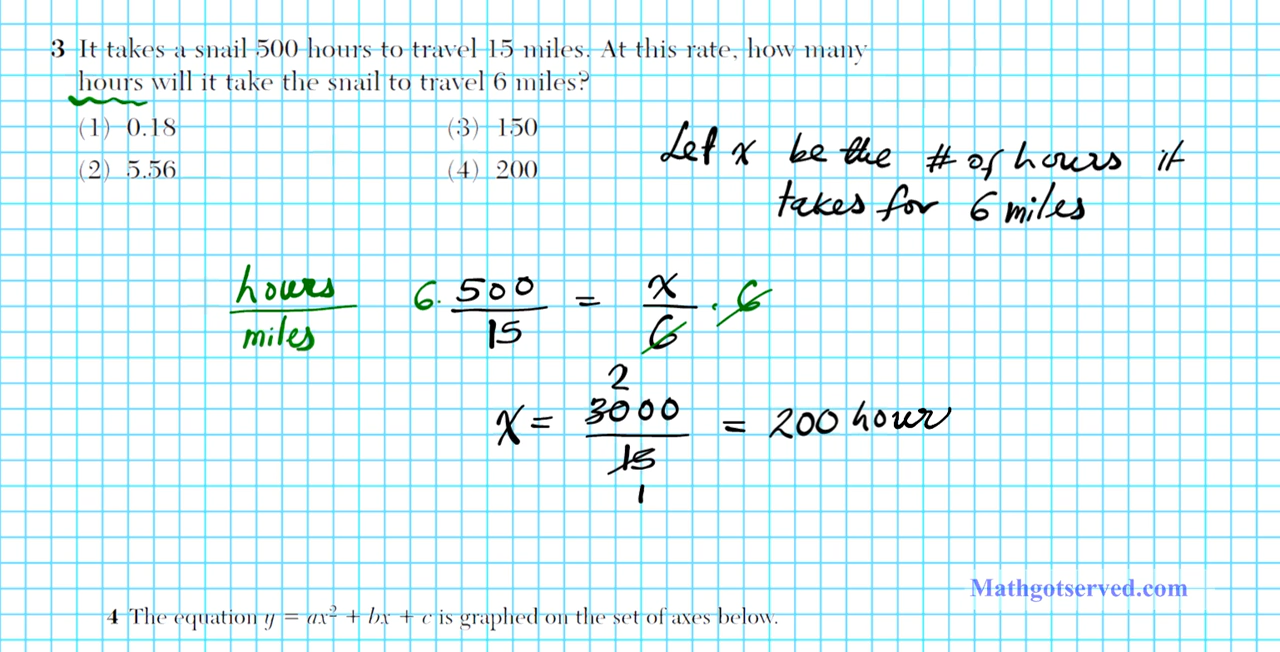 3 It takes a snail 500 hours to travel 15 miles. At this rate, how many
hours will it take the snail to travel 6 miles?
(1) 0.18 (3) 150
(2) 5.56 (4) 200
Let x be the # of hours it
takes for 6 miles
hours / miles 6. 500 / 15 = x / 6 . 6
2
x = 3000 / 15 = 200 hour
1
Mathgotserved.com
4 The equation y = ax² + bx + c is graphed on the set of axes below.